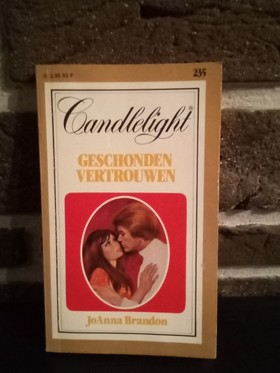 235
Candlelight®
GESCHONDEN
VERTROUWEN
joAnna Brandon